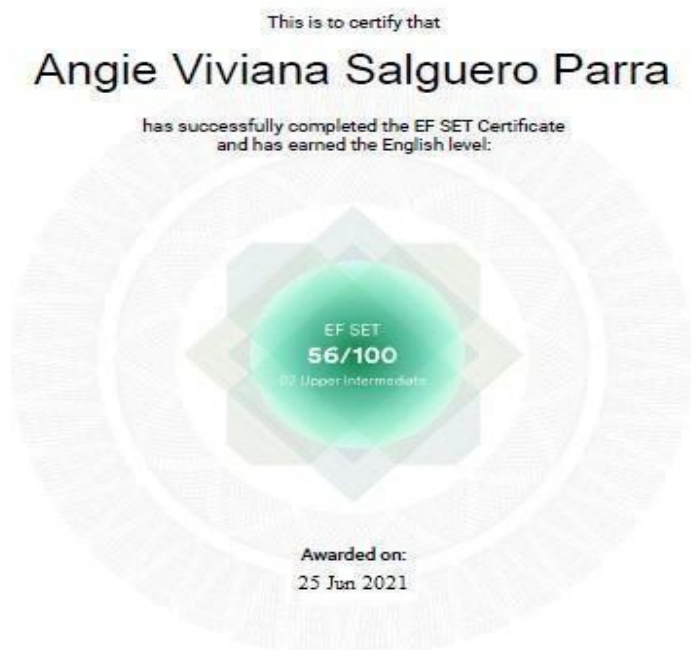 This is to certify that
Angie Viviana Salguero Parra
has successfully completed the EF SET Certificate
and has earned the English level:
EF SET
56/100
Upper Intermediate
Awarded on:
25 Jun 2021